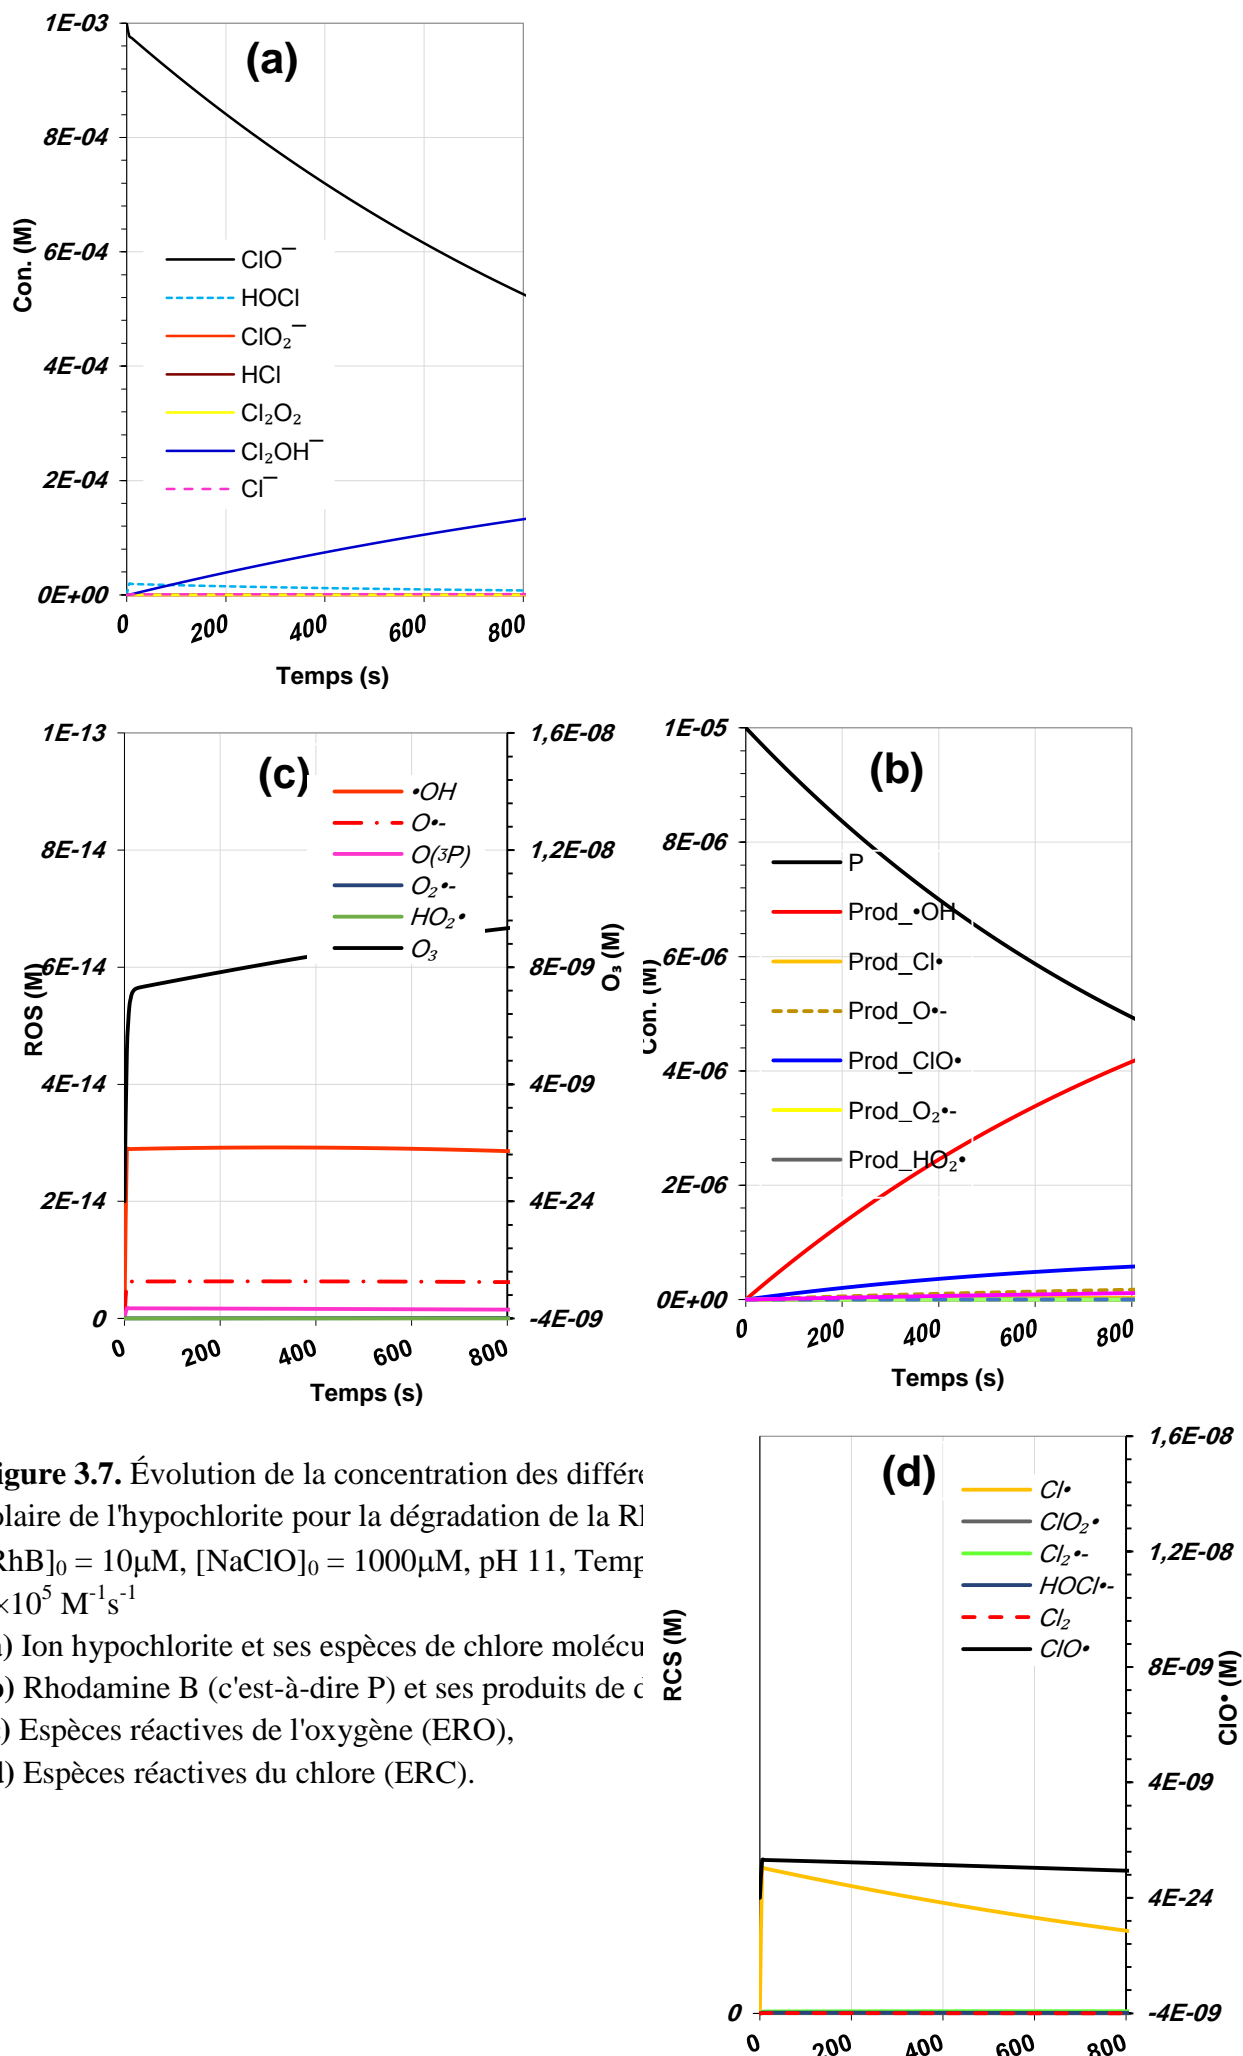 1E-03
8E-04
6E-04
4E-04
2E-04
0E+00
Con. (M)
(a)
ClO⁻
HOCl
ClO₂⁻
HCl
Cl₂O₂
Cl₂OH⁻
Cl⁻
0 200 400 600 800
Temps (s)
1E-13
8E-14
6E-14
4E-14
2E-14
0
ROS (M)
(c)
•OH
O•-
O(³P)
O₂•-
HO₂•
O₃
1,6E-08
1,2E-08
8E-09
4E-09
4E-24
-4E-09
O₃ (M)
0 200 400 600 800
Temps (s)
1E-05
8E-06
6E-06
4E-06
2E-06
0E+00
Con. (M)
(b)
P
Prod_•OH
Prod_Cl•
Prod_O•-
Prod_ClO•
Prod_O₂•-
Prod_HO₂•
0 200 400 600 800
Temps (s)
igure 3.7. Évolution de la concentration des différe
olaire de l'hypochlorite pour la dégradation de la Rl
RhB]₀ = 10µM, [NaClO]₀ = 1000µM, pH 11, Temp
×10⁵ M⁻¹s⁻¹
) Ion hypochlorite et ses espèces de chlore molécu
) Rhodamine B (c'est-à-dire P) et ses produits de d
) Espèces réactives de l'oxygène (ERO),
) Espèces réactives du chlore (ERC).
0
RCS (M)
(d)
Cl•
ClO₂•
Cl₂•-
HOCl•-
Cl₂
ClO•
1,6E-08
1,2E-08
8E-09
4E-09
4E-24
-4E-09
ClO• (M)
0 200 400 600 800